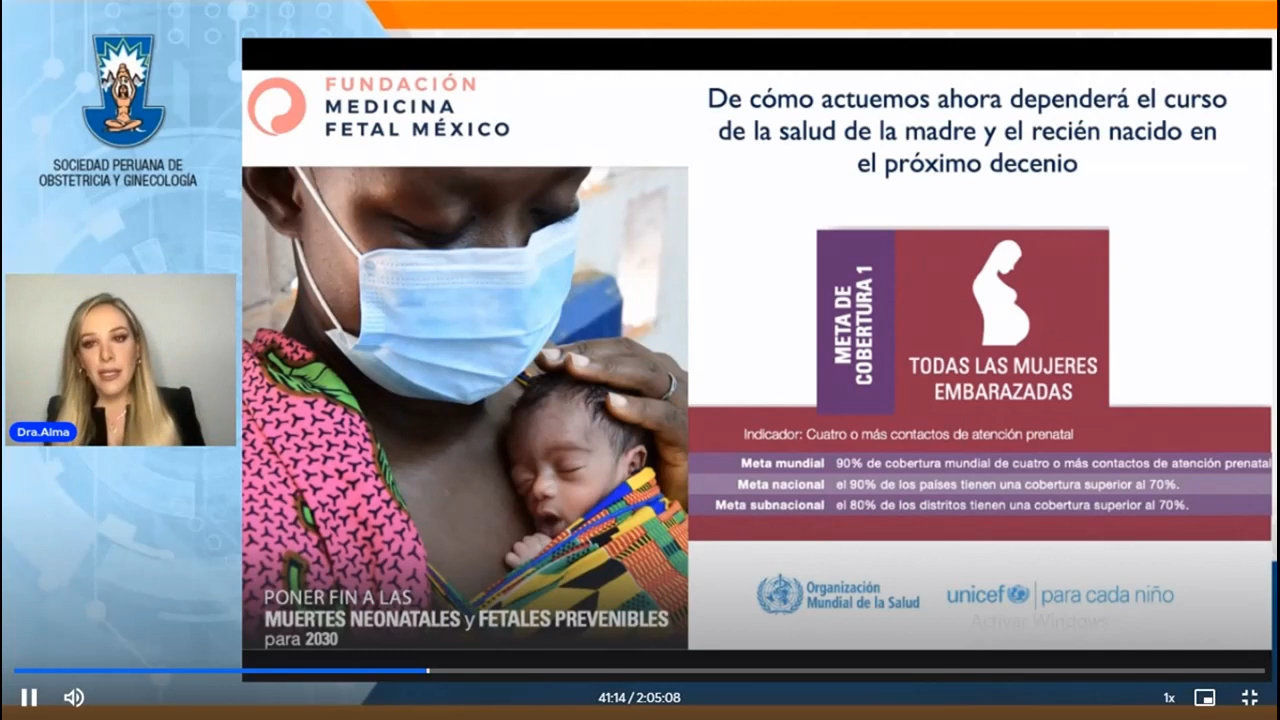 SOCIEDAD PERUANA DE
OBSTETRICIA Y GINECOLOGÍA
Dra.Alma
FUNDACIÓN
MEDICINA
FETAL MÉXICO
De cómo actuemos ahora dependerá el curso
de la salud de la madre y el recién nacido en
el próximo decenio
META DE
COBERTURA 1
TODAS LAS MUJERES
EMBARAZADAS
Indicador: Cuatro o más contactos de atención prenatal
Meta mundial 90% de cobertura mundial de cuatro o más contactos de atención prenatal
Meta nacional el 90% de los países tienen una cobertura superior al 70%.
Meta subnacional el 80% de los distritos tienen una cobertura superior al 70%.
PONER FIN A LAS
MUERTES NEONATALES y FETALES PREVENIBLES
para 2030
Organización
Mundial de la Salud
unicef para cada niño
Activar Windows
41:14 / 2:05:08
1x